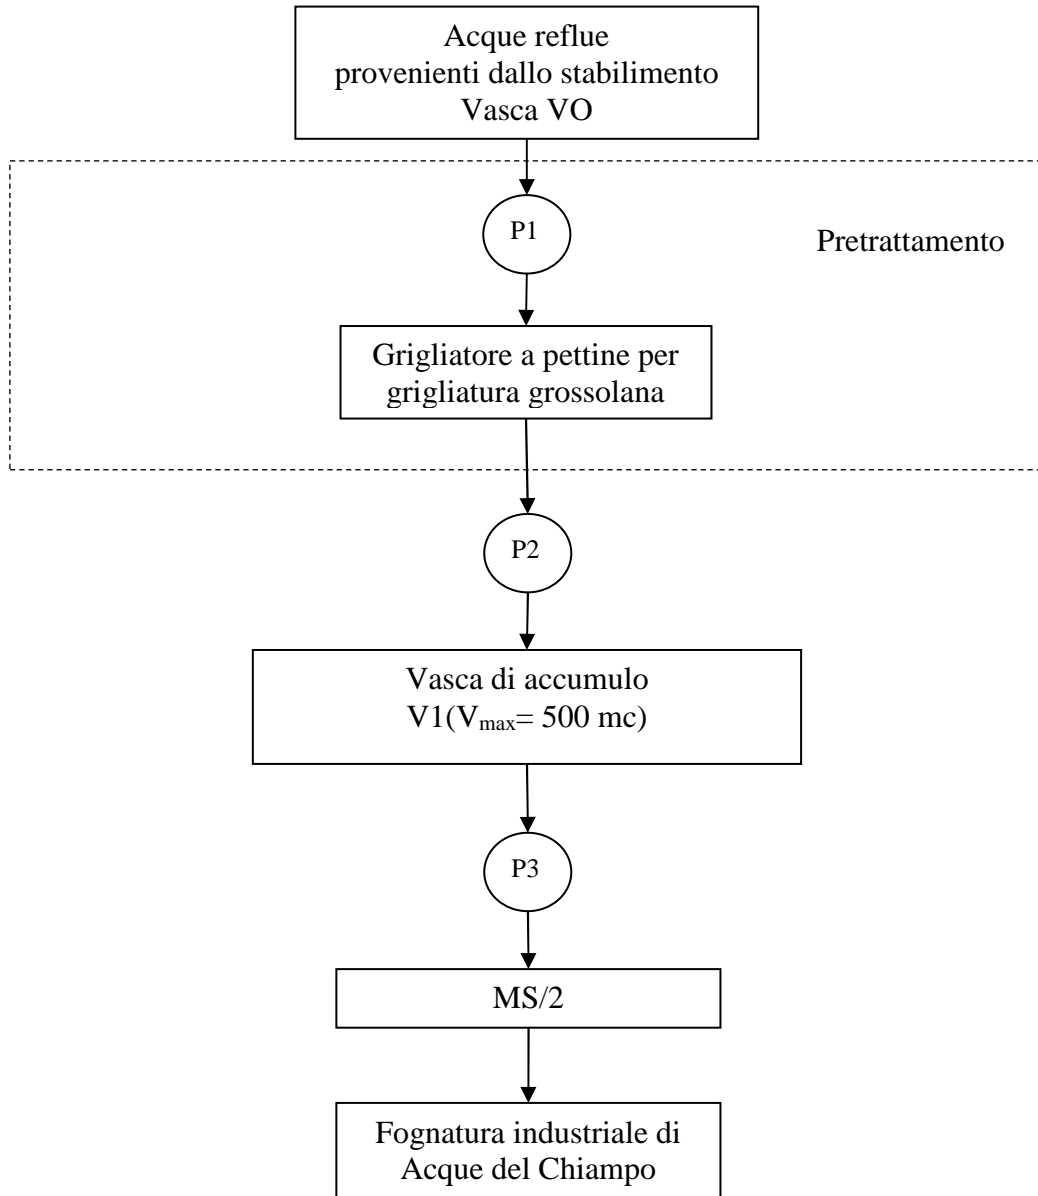 Acque reflue
provenienti dallo stabilimento
Vasca VO
P1
Pretrattamento
Grigliatore a pettine per
grigliatura grossolana
P2
Vasca di accumulo
V1(Vmax= 500 mc)
P3
MS/2
Fognatura industriale di
Acque del Chiampo